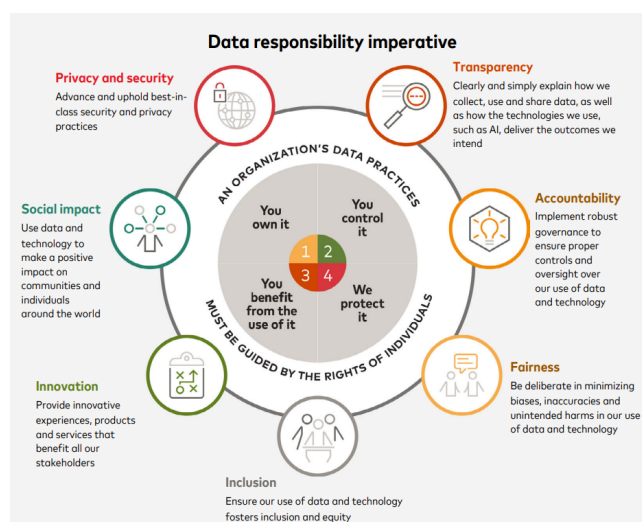 Data responsibility imperative
Privacy and security
Advance and uphold best-in-
class security and privacy
practices
Transparency
Clearly and simply explain how we
collect, use and share data, as well
as how the technologies we use,
such as AI, deliver the outcomes we
intend
Social impact
Use data and
technology to
make a positive
impact on
communities and
individuals
around the world
AN ORGANIZATION'S DATA PRACTICES
MUST BE GUIDED BY THE RIGHTS OF INDIVIDUALS
You
own it
1
You
control
it
2
You
benefit
from the
use of it
3
We
protect
it
4
Accountability
Implement robust
governance to
ensure proper
controls and
oversight over
our use of data
and technology
Innovation
Provide innovative
experiences, products
and services that
benefit all our
stakeholders
Fairness
Be deliberate in minimizing
biases, inaccuracies and
unintended harms in our use
of data and technology
Inclusion
Ensure our use of data and technology
fosters inclusion and equity